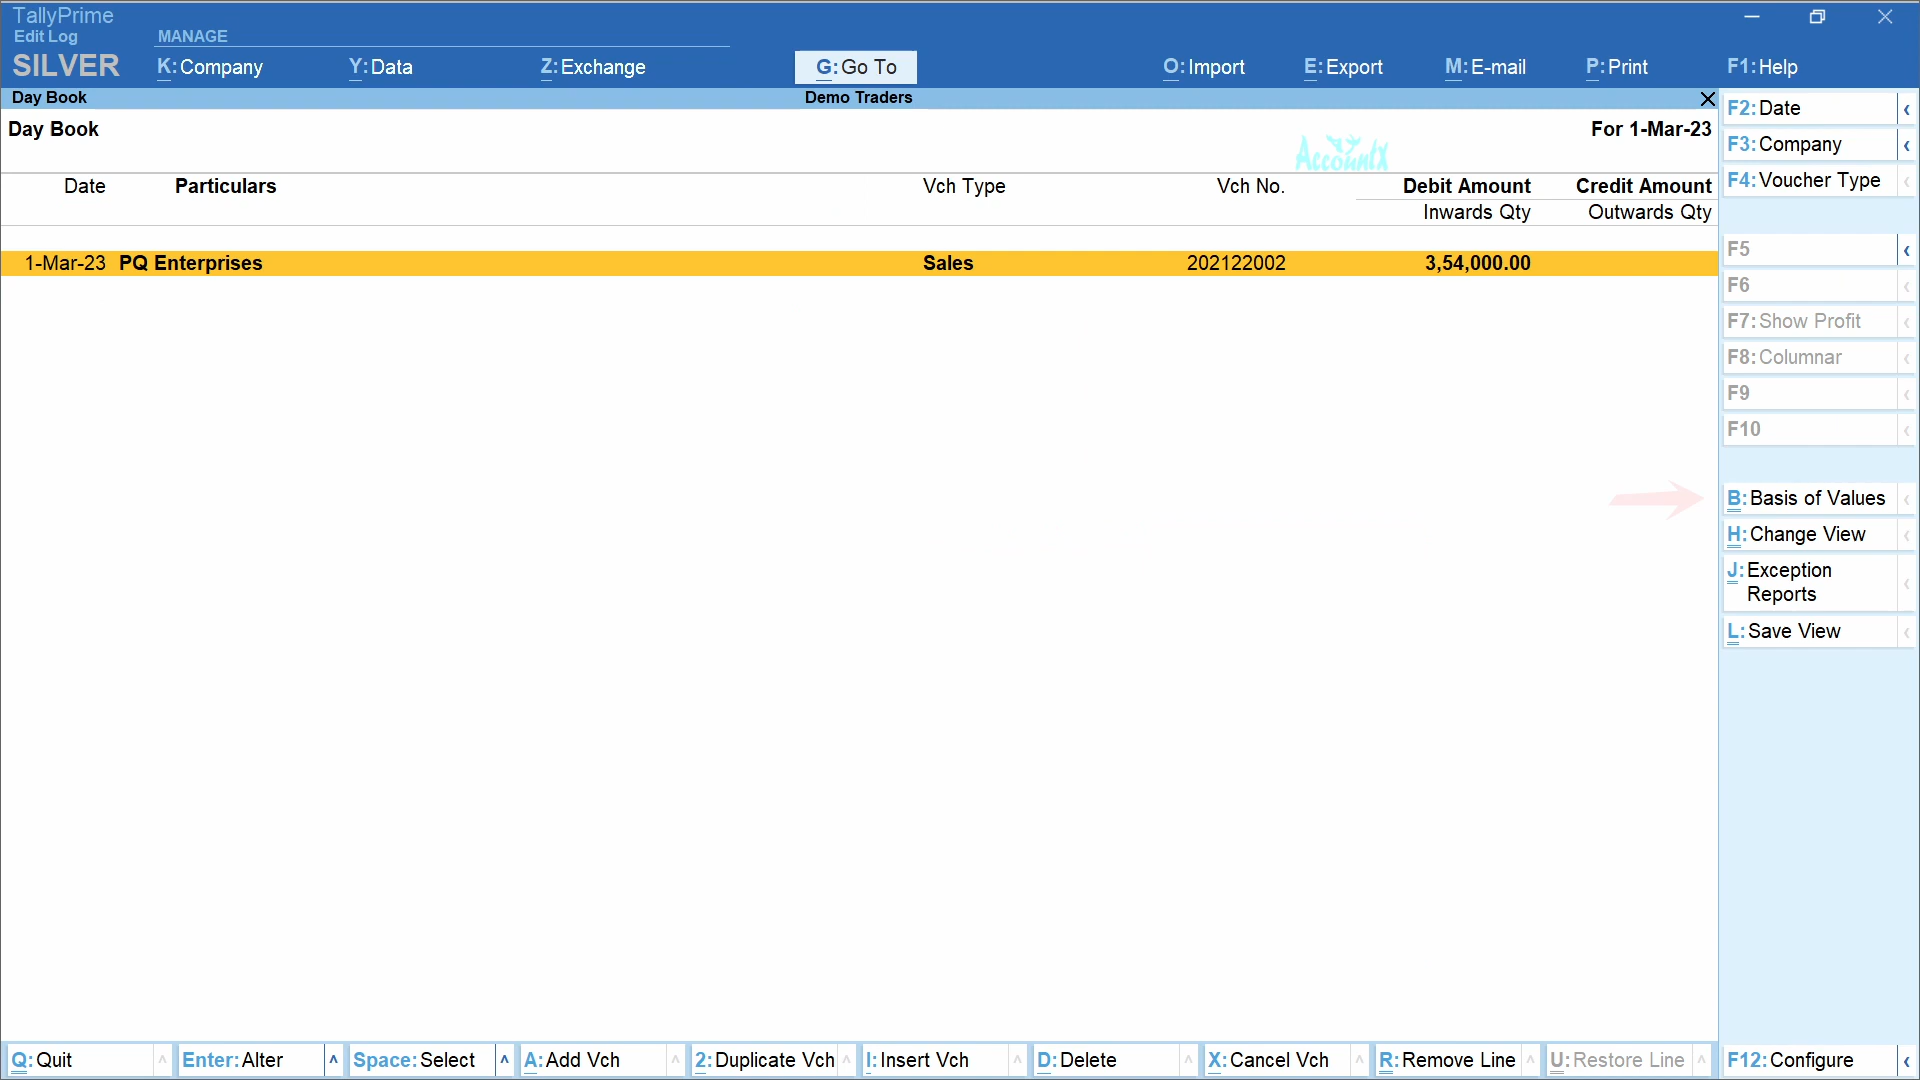 TallyPrime
Edit Log
SILVER
MANAGE
K: Company
Y: Data
Z: Exchange
G: Go To
O: Import
E: Export
M: E-mail
P: Print
F1: Help
Day Book
Demo Traders
Day Book
For 1-Mar-23
AccountX
Date Particulars Vch Type Vch No. Debit Amount Credit Amount
Inwards Qty Outwards Qty
1-Mar-23 PQ Enterprises Sales 202122002 3,54,000.00
F2: Date
F3: Company
F4: Voucher Type
F5
F6
F7: Show Profit
F8: Columnar
F9
F10
B: Basis of Values
H: Change View
J: Exception
Reports
L: Save View
Q: Quit
Enter: Alter
Space: Select
A: Add Vch
2: Duplicate Vch
I: Insert Vch
D: Delete
X: Cancel Vch
R: Remove Line
U: Restore Line
F12: Configure